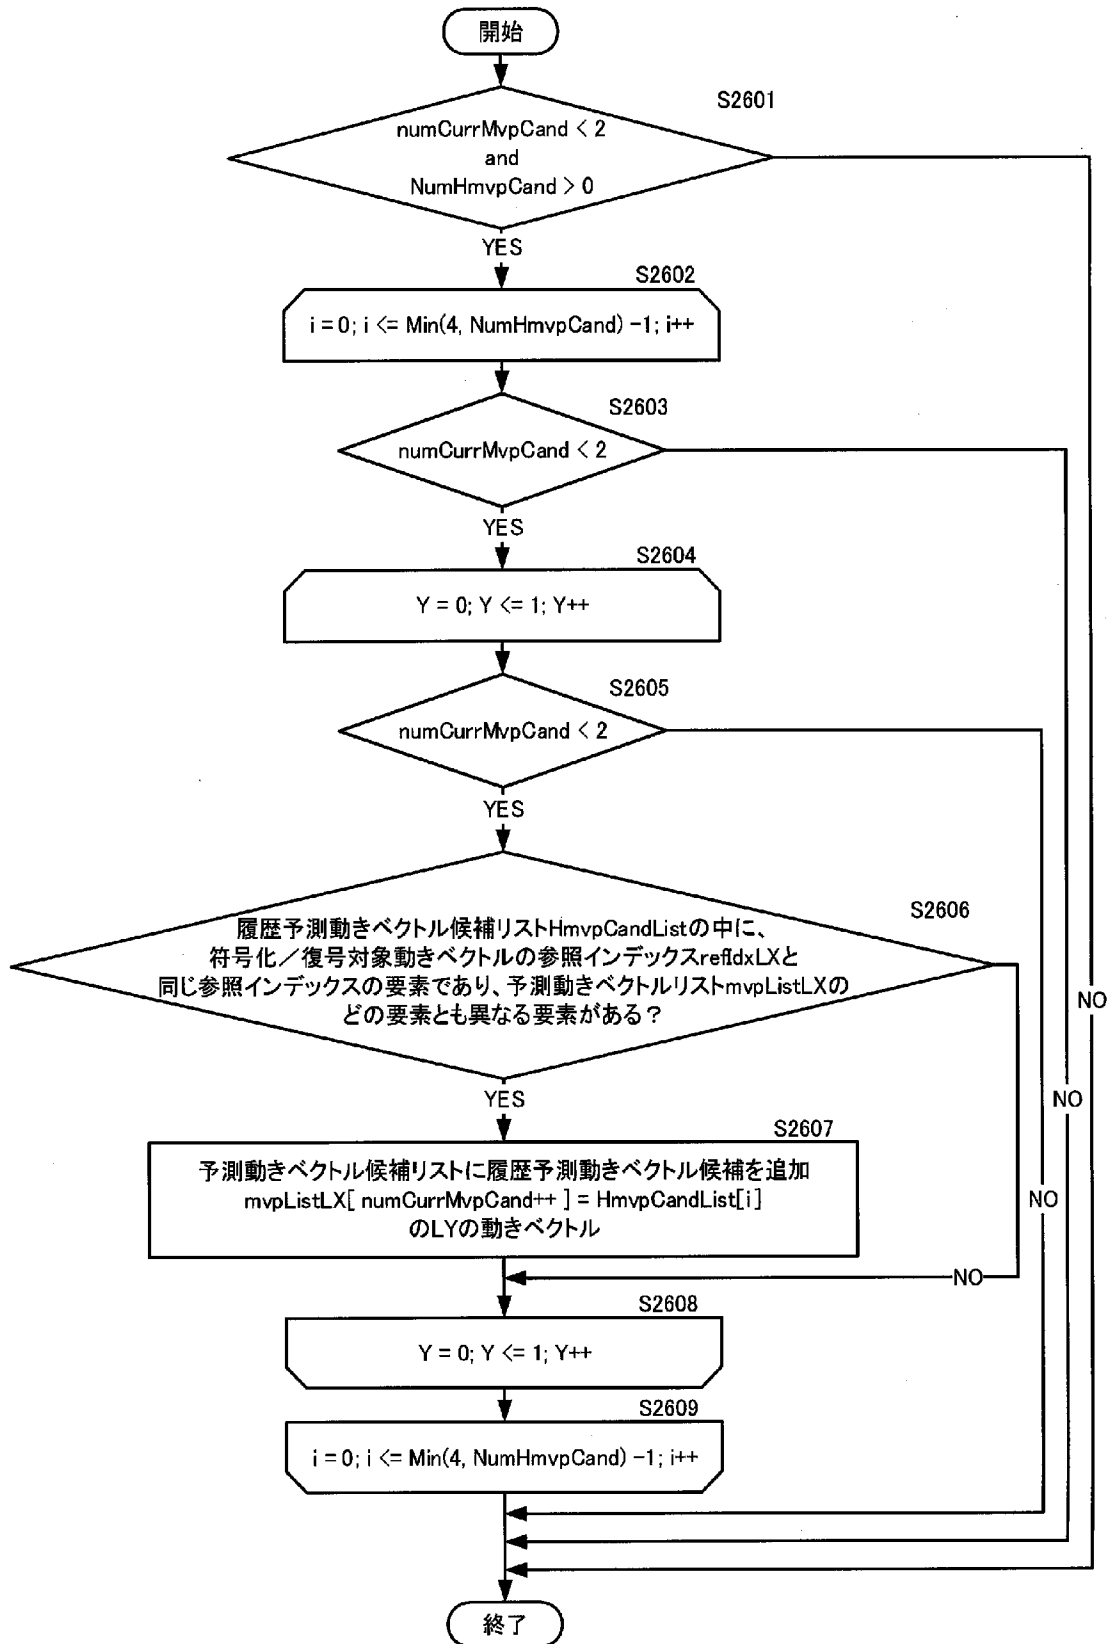 開始
S2601
numCurrMvpCand < 2
and
NumHmvpCand > 0
YES
S2602
i = 0; i <= Min(4, NumHmvpCand) -1; i++
S2603
numCurrMvpCand < 2
YES
S2604
Y = 0; Y <= 1; Y++
S2605
numCurrMvpCand < 2
YES
S2606
履歴予測動きベクトル候補リストHmvpCandListの中に、
符号化／復号対象動きベクトルの参照インデックスrefIdxLXと
同じ参照インデックスの要素であり、予測動きベクトルリストmvpListLXの
どの要素とも異なる要素がある？
NO
YES
NO
S2607
予測動きベクトル候補リストに履歴予測動きベクトル候補を追加
mvpListLX[ numCurrMvpCand++ ] = HmvpCandList[i]
のLYの動きベクトル
NO
NO
S2608
Y = 0; Y <= 1; Y++
S2609
i = 0; i <= Min(4, NumHmvpCand) -1; i++
終了